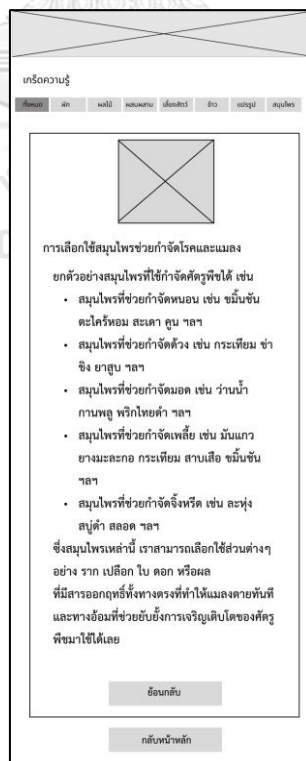 เกร็ดความรู้
ทั้งหมด ผัก ผลไม้ ผสมผสาน เลี้ยงสัตว์ ข้าว แปรรูป สมุนไพร
การเลือกใช้สมุนไพรช่วยกำจัดโรคและแมลง
ยกตัวอย่างสมุนไพรที่ใช้กำจัดศัตรูพืชได้ เช่น
• สมุนไพรที่ช่วยกำจัดหนอน เช่น ขมิ้นชัน
ตะไคร้หอม สะเดา คูน ฯลฯ
• สมุนไพรที่ช่วยกำจัดด้วง เช่น กระเทียม ข่า
ขิง ยาสูบ ฯลฯ
• สมุนไพรที่ช่วยกำจัดมอด เช่น ว่านน้ำ
กานพลู พริกไทยดำ ฯลฯ
• สมุนไพรที่ช่วยกำจัดเพลี้ย เช่น มันแกว
ยางมะละกอ กระเทียม สาบเสือ ขมิ้นชัน
ฯลฯ
• สมุนไพรที่ช่วยกำจัดจิ้งหรีด เช่น ละหุ่ง
สบู่ดำ สลอด ฯลฯ
ซึ่งสมุนไพรเหล่านี้ เราสามารถเลือกใช้ส่วนต่างๆ
อย่าง ราก เปลือก ใบ ดอก หรือผล
ที่มีสารออกฤทธิ์ทั้งทางตรงที่ทำให้แมลงตายทันที
และทางอ้อมที่ช่วยยับยั้งการเจริญเติบโตของศัตรู
พืชมาใช้ได้เลย
ย้อนกลับ
กลับหน้าหลัก